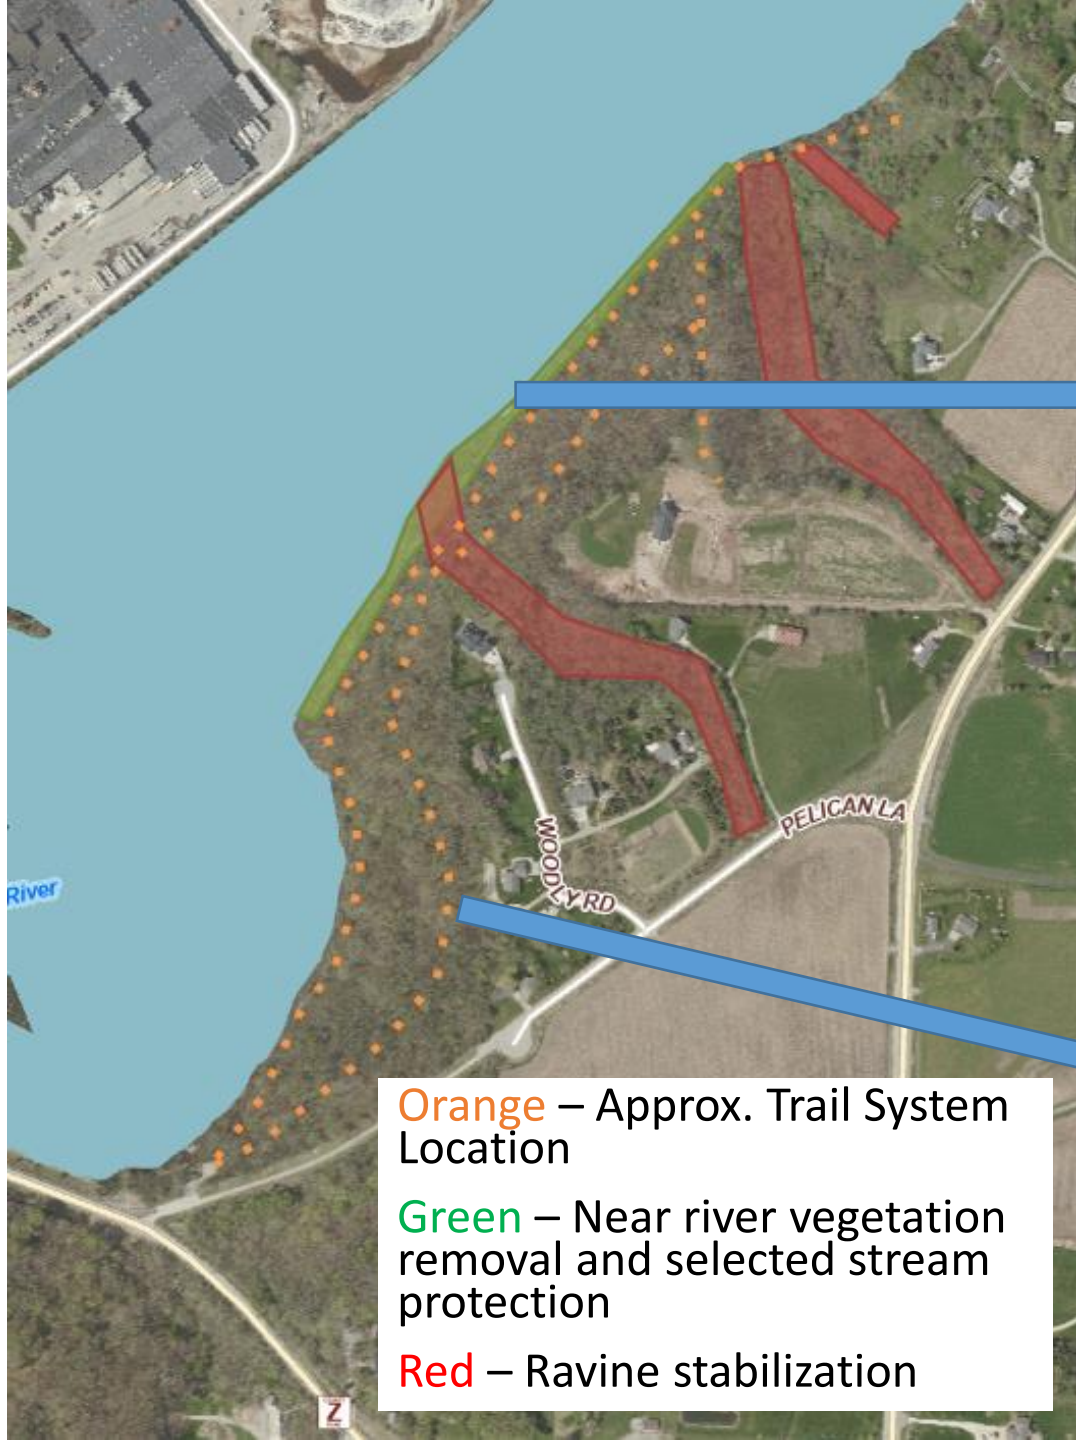 PELICAN LA
WOODLY RD
River
Orange – Approx. Trail System
Location
Green – Near river vegetation
removal and selected stream
protection
Red – Ravine stabilization
Z